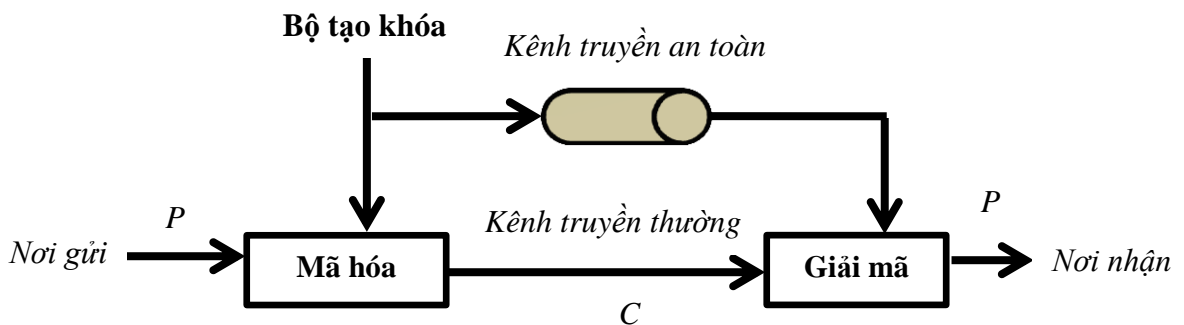 Bộ tạo khóa
Kênh truyền an toàn
P
Kênh truyền thường
P
Nơi gửi
Mã hóa
Giải mã
Nơi nhận
C